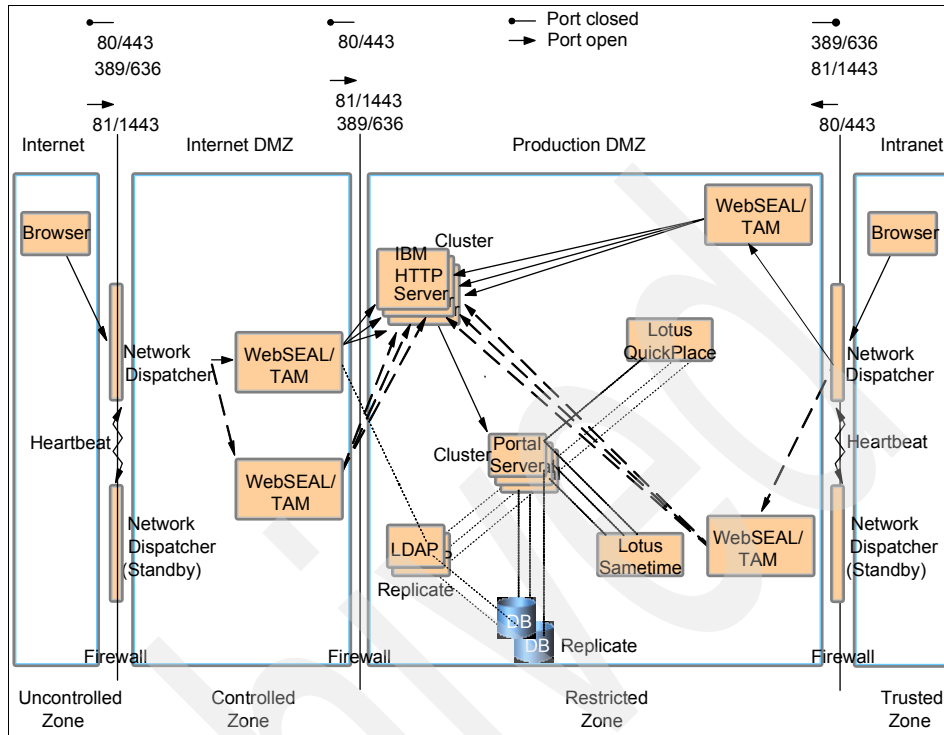 Port closed
Port open
80/443
389/636
81/1443
80/443
81/1443
389/636
389/636
81/1443
80/443
Internet
Internet DMZ
Production DMZ
Intranet
Browser
Network
Dispatcher
Heartbeat
Network
Dispatcher
(Standby)
Firewall
WebSEAL/
TAM
WebSEAL/
TAM
Firewall
Cluster
IBM
HTTP
Server
WebSEAL/
TAM
Lotus
QuickPlace
Cluster
Portal
Server
LDAP
Replicate
Lotus
Sametime
WebSEAL/
TAM
DB
DB
Replicate
Browser
Network
Dispatcher
Heartbeat
Network
Dispatcher
(Standby)
Firewall
Uncontrolled
Zone
Controlled
Zone
Restricted
Zone
Trusted
Zone